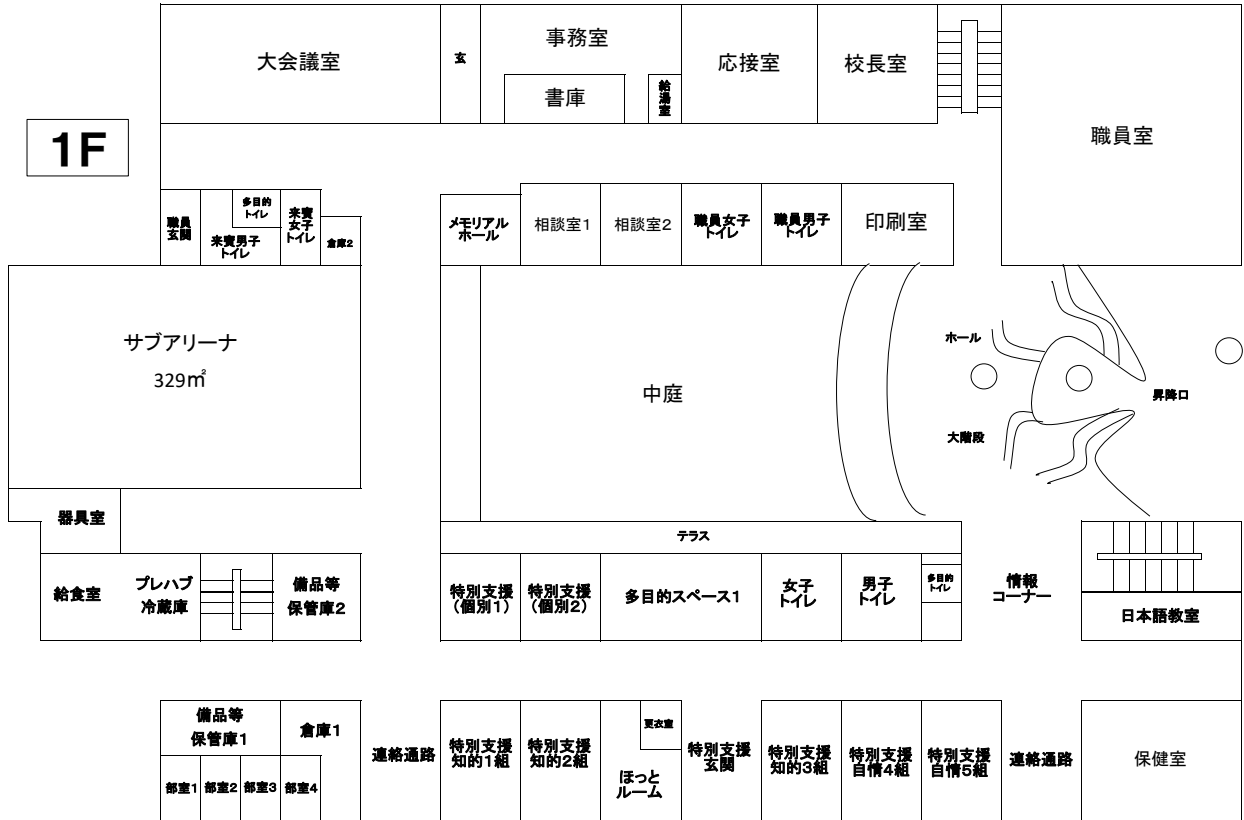 大会議室
玄
事務室
書庫
給湯室
応接室
校長室
職員室
1F
職員
玄関
多目的
トイレ
来賓男子
トイレ
来賓
女子
トイレ
倉庫2
メモリアル
ホール
相談室1
相談室2
職員女子
トイレ
職員男子
トイレ
印刷室
サブアリーナ
329㎡
中庭
ホール
大階段
昇降口
器具室
テラス
給食室
プレハブ
冷蔵庫
備品等
保管庫2
特別支援
(個別1)
特別支援
(個別2)
多目的スペース1
女子
トイレ
男子
トイレ
多目的
トイレ
情報
コーナー
日本語教室
備品等
保管庫1
倉庫1
部室1
部室2
部室3
部室4
連絡通路
特別支援
知的1組
特別支援
知的2組
更衣室
ほっと
ルーム
特別支援
玄関
特別支援
知的3組
特別支援
自情4組
特別支援
自情5組
連絡通路
保健室